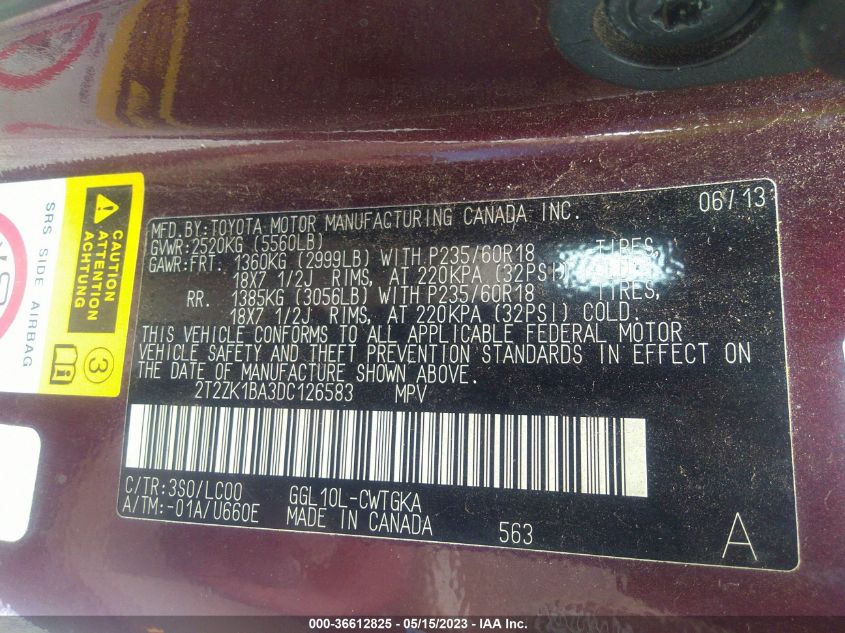 MFD.BY:TOYOTA MOTOR MANUFACTURING CANADA INC. 06/13
GVWR:2520KG (5560LB)
GAWR:FRT. 1360KG (2999LB) WITH P235/60R18 TIRES,
18X7 1/2J RIMS, AT 220KPA (32PSI) COLD.
RR. 1385KG (3056LB) WITH P235/60R18 TIRES,
18X7 1/2J RIMS, AT 220KPA (32PSI) COLD.
THIS VEHICLE CONFORMS TO ALL APPLICABLE FEDERAL MOTOR
VEHICLE SAFETY AND THEFT PREVENTION STANDARDS IN EFFECT ON
THE DATE OF MANUFACTURE SHOWN ABOVE.
2T2ZK1BA3DC126583 MPV
C/TR:3S0/LC00 GGL10L-CWTGKA
A/TM:-01A/U660E MADE IN CANADA 563 A
SRS SIDE AIRBAG
CAUTION
ATTENTION
AUTION
3
000-36612825 - 05/15/2023 - IAA Inc.